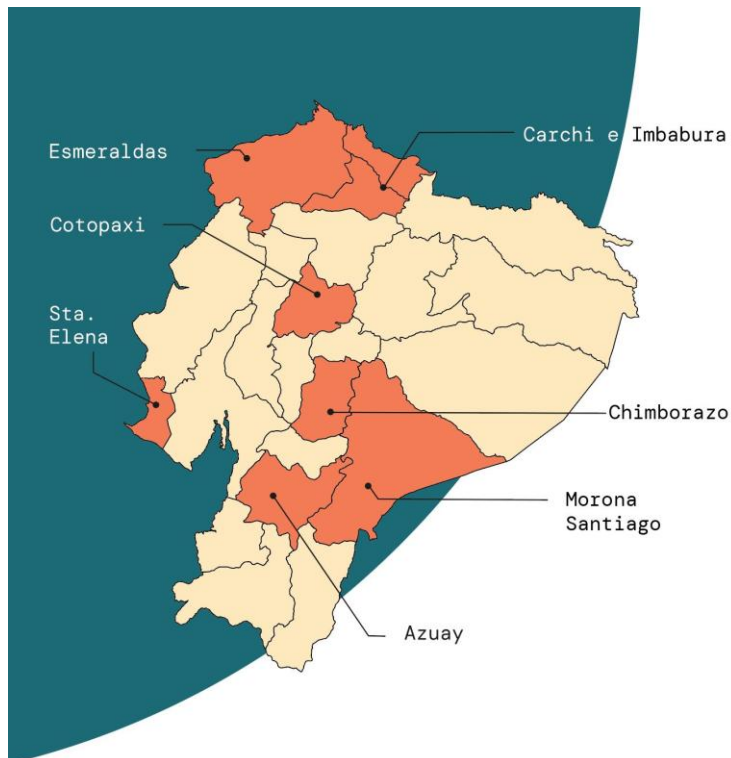 Esmeraldas
Carchi e Imbabura
Cotopaxi
Sta.
Elena
Chimborazo
Morona
Santiago
Azuay